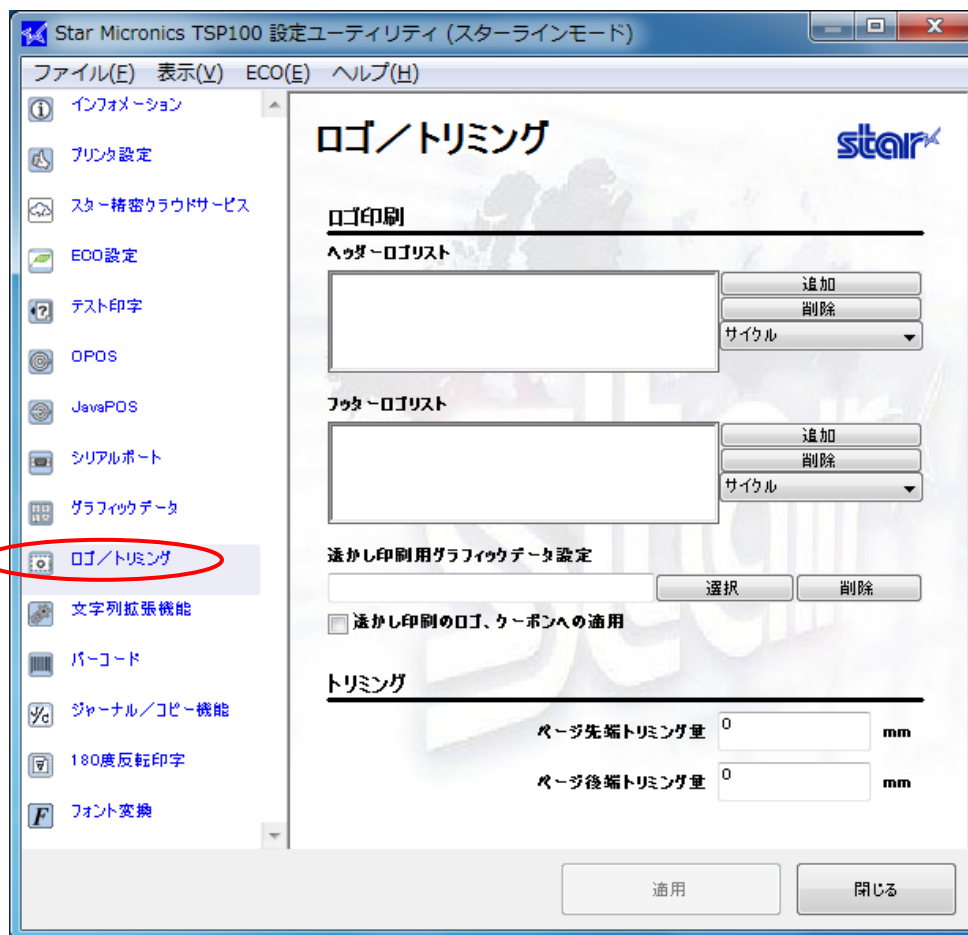 Star Micronics TSP100 設定ユーティリティ (スターラインモード)
ファイル(F) 表示(V) ECO(E) ヘルプ(H)
インフォメーション
プリンタ設定
スター精密クラウドサービス
ECO設定
テスト印字
OPOS
JavaPOS
シリアルポート
グラフィックデータ
ロゴ／トリミング
文字列拡張機能
バーコード
ジャーナル／コピー機能
180度反転印字
フォント変換
ロゴ／トリミング
star
ロゴ印刷
ヘッダーロゴリスト
追加
削除
サイクル
フッターロゴリスト
追加
削除
サイクル
透かし印刷用グラフィックデータ設定
選択 削除
透かし印刷のロゴ、クーポンへの適用
トリミング
ページ先端トリミング量 0 mm
ページ後端トリミング量 0 mm
適用 閉じる